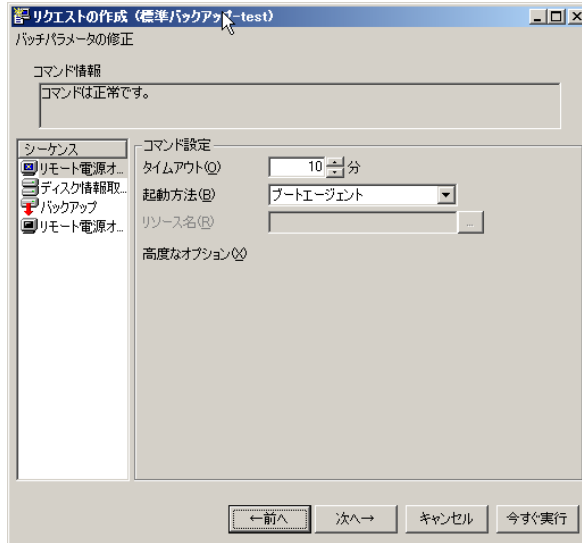 リクエストの作成 (標準バックアップ-test)
バッチパラメータの修正
コマンド情報
コマンドは正常です。
シーケンス
リモート電源オ...
ディスク情報取...
バックアップ
リモート電源オ...
コマンド設定
タイムアウト(O) 10 分
起動方法(B) ブートエージェント
リソース名(R) ...
高度なオプション(X)
←前へ 次へ→ キャンセル 今すぐ実行